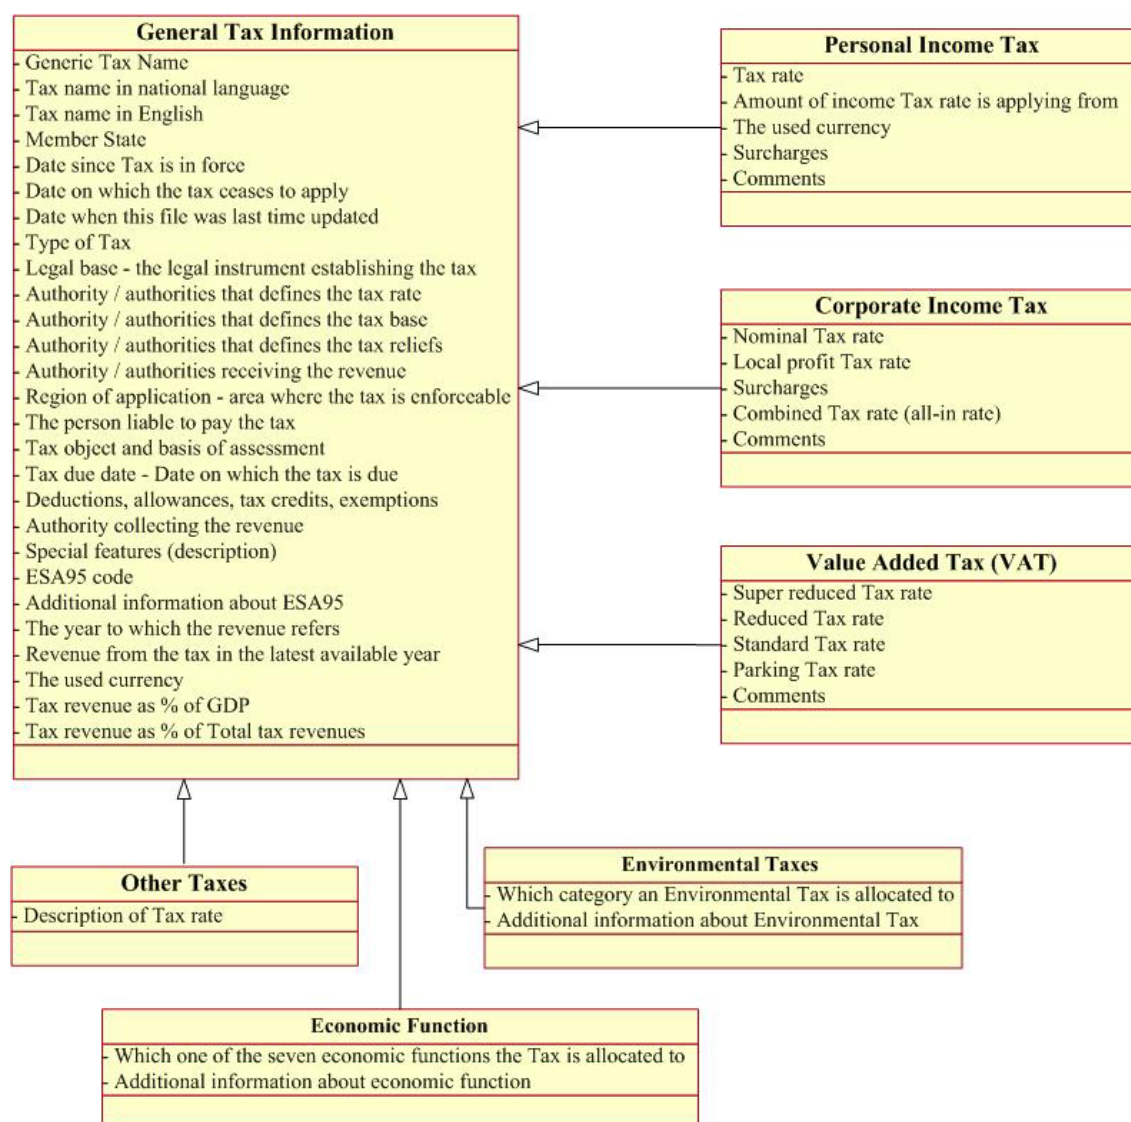 General Tax Information
- Generic Tax Name
- Tax name in national language
- Tax name in English
- Member State
- Date since Tax is in force
- Date on which the tax ceases to apply
- Date when this file was last time updated
- Type of Tax
- Legal base - the legal instrument establishing the tax
- Authority / authorities that defines the tax rate
- Authority / authorities that defines the tax base
- Authority / authorities that defines the tax reliefs
- Authority / authorities receiving the revenue
- Region of application - area where the tax is enforceable
- The person liable to pay the tax
- Tax object and basis of assessment
- Tax due date - Date on which the tax is due
- Deductions, allowances, tax credits, exemptions
- Authority collecting the revenue
- Special features (description)
- ESA95 code
- Additional information about ESA95
- The year to which the revenue refers
- Revenue from the tax in the latest available year
- The used currency
- Tax revenue as % of GDP
- Tax revenue as % of Total tax revenues
Personal Income Tax
- Tax rate
- Amount of income Tax rate is applying from
- The used currency
- Surcharges
- Comments
Corporate Income Tax
- Nominal Tax rate
- Local profit Tax rate
- Surcharges
- Combined Tax rate (all-in rate)
- Comments
Value Added Tax (VAT)
- Super reduced Tax rate
- Reduced Tax rate
- Standard Tax rate
- Parking Tax rate
- Comments
Other Taxes
- Description of Tax rate
Environmental Taxes
- Which category an Environmental Tax is allocated to
- Additional information about Environmental Tax
Economic Function
- Which one of the seven economic functions the Tax is allocated to
- Additional information about economic function